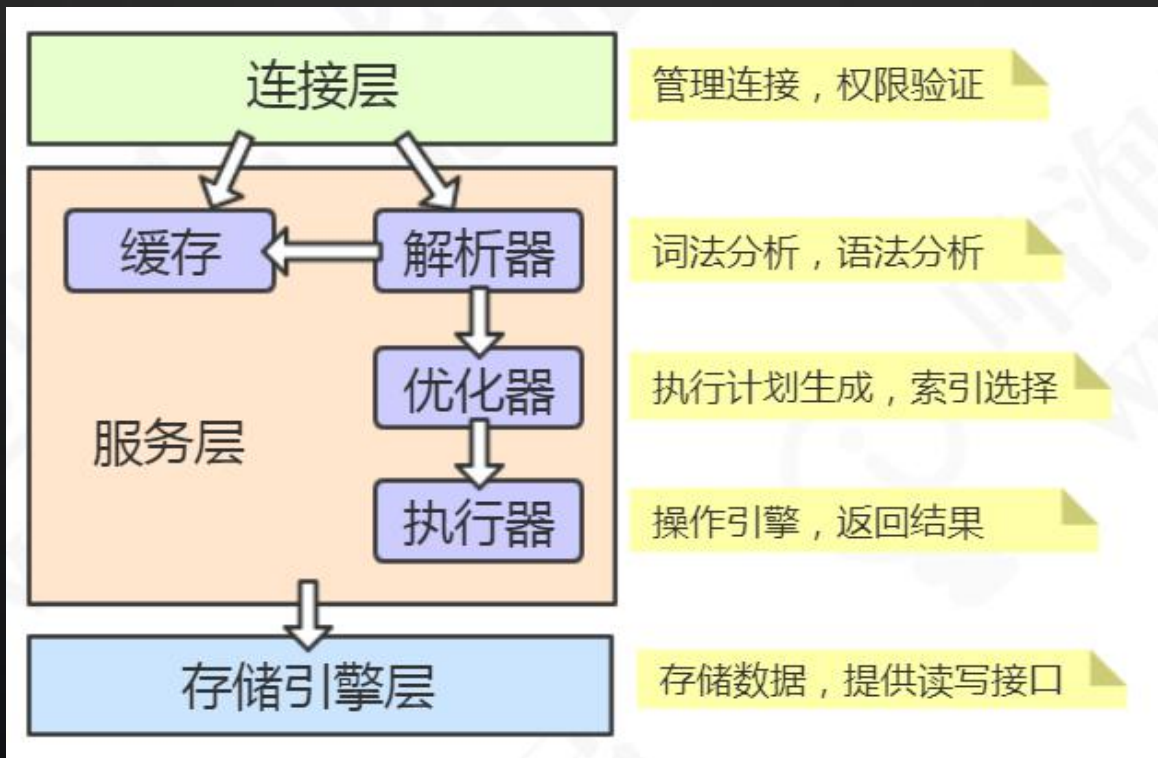 连接层
管理连接，权限验证
缓存
解析器
词法分析，语法分析
优化器
执行计划生成，索引选择
服务层
执行器
操作引擎，返回结果
存储引擎层
存储数据，提供读写接口